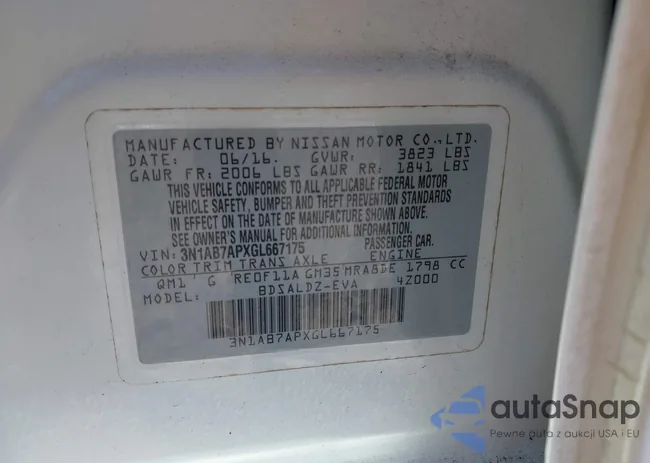 MANUFACTURED BY NISSAN MOTOR CO.,LTD.
DATE: 06/16. GVWR: 3823 LBS
GAWR FR: 2006 LBS GAWR RR: 1841 LBS
THIS VEHICLE CONFORMS TO ALL APPLICABLE FEDERAL MOTOR
VEHICLE SAFETY, BUMPER AND THEFT PREVENTION STANDARDS
IN EFFECT ON THE DATE OF MANUFACTURE SHOWN ABOVE.
SEE OWNER'S MANUAL FOR ADDITIONAL INFORMATION.
VIN: 3N1AB7APXGL667175 PASSENGER CAR.
COLOR TRIM TRANS AXLE ENGINE
QM1 G RE0F11A GM35 MRA8DE 1798 CC
MODEL: BDSALDZ-EVA 4Z000
3N1AB7APXGL667175
autoSnap
Pewne auta z aukcji USA i EU